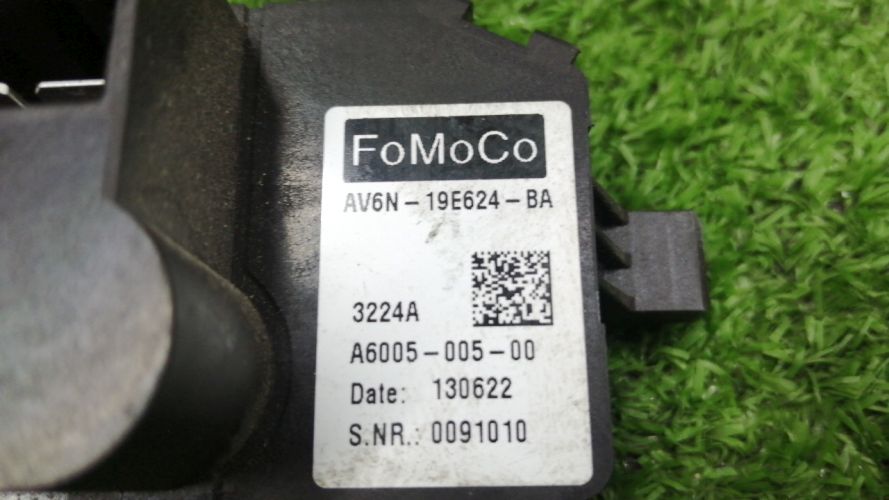 FoMoCo
AV6N-19E624-BA
3224A
A6005-005-00
Date: 130622
S.NR.: 0091010